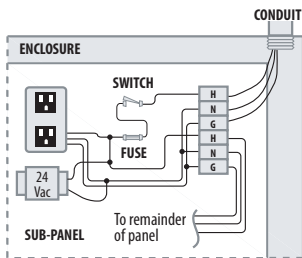 CONDUIT
ENCLOSURE
SWITCH
H
N
G
H
N
G
FUSE
24
Vac
SUB-PANEL
To remainder
of panel